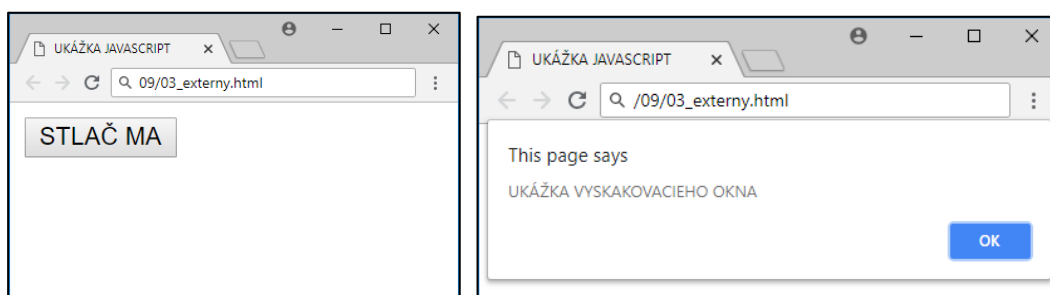 UKÁŽKA JAVASCRIPT
09/03_externy.html
STLAČ MA
UKÁŽKA JAVASCRIPT
/09/03_externy.html
This page says
UKÁŽKA VYSKAKOVACIEHO OKNA
OK